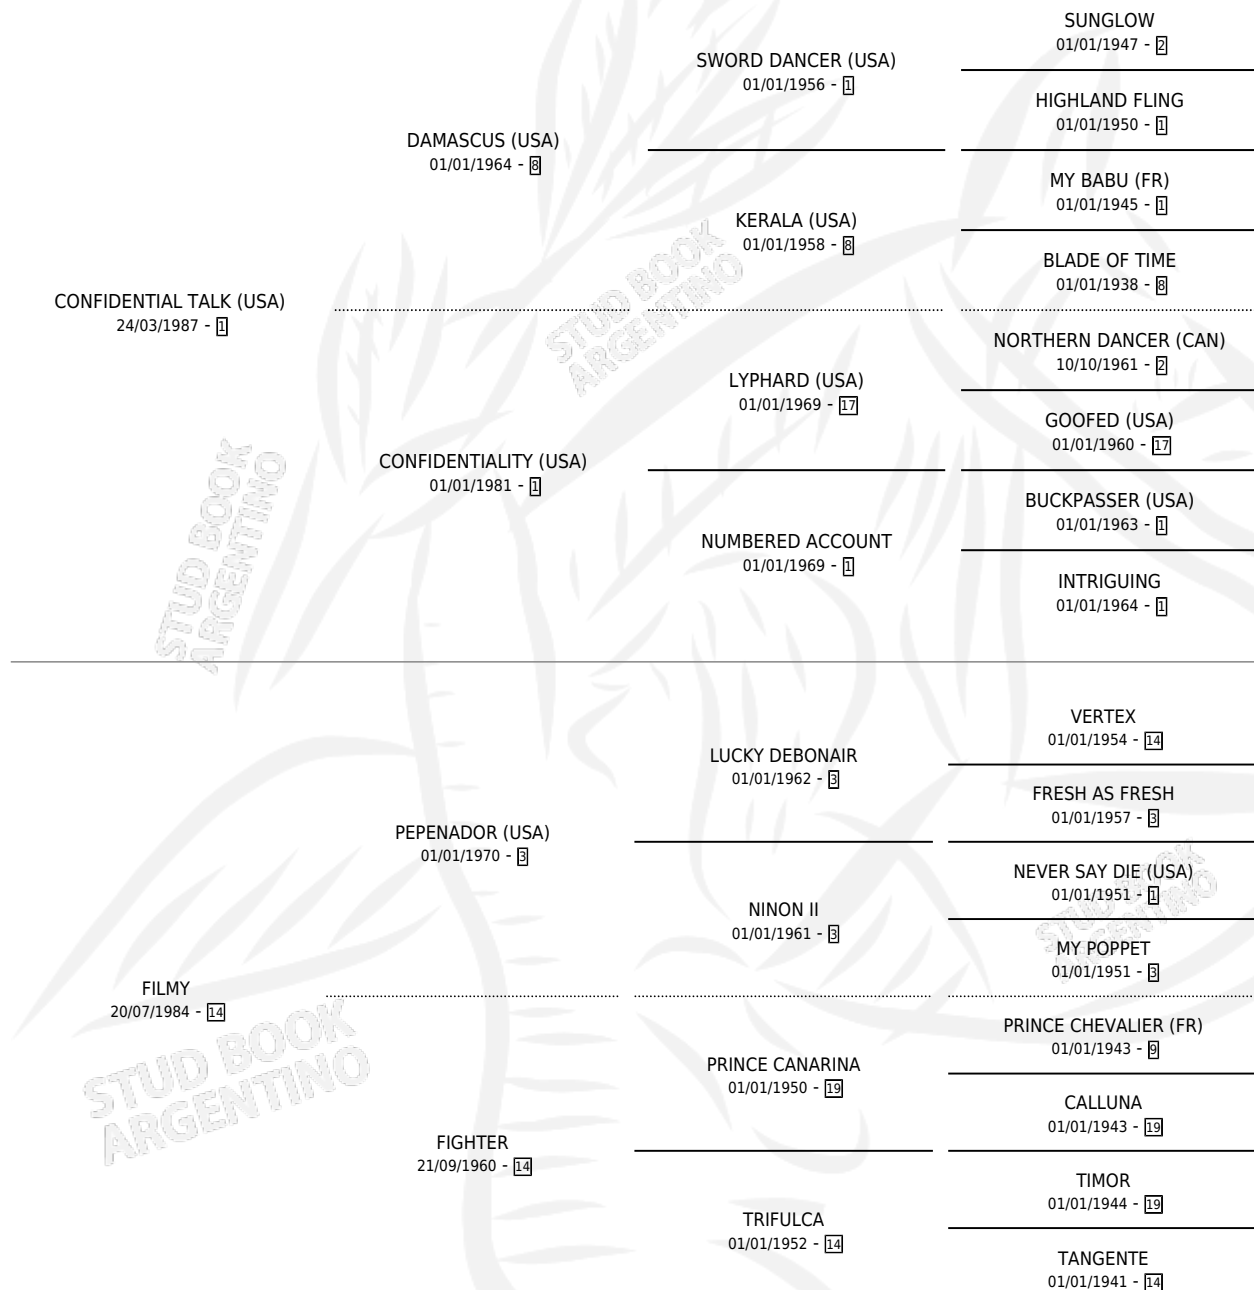 SUNGLOW
01/01/1947 - 2
SWORD DANCER (USA)
01/01/1956 - 1
HIGHLAND FLING
01/01/1950 - 1
DAMASCUS (USA)
01/01/1964 - 8
MY BABU (FR)
01/01/1945 - 1
KERALA (USA)
01/01/1958 - 8
BLADE OF TIME
01/01/1938 - 8
CONFIDENTIAL TALK (USA)
24/03/1987 - 1
NORTHERN DANCER (CAN)
10/10/1961 - 2
LYPHARD (USA)
01/01/1969 - 17
GOOFED (USA)
01/01/1960 - 17
CONFIDENTIALITY (USA)
01/01/1981 - 1
BUCKPASSER (USA)
01/01/1963 - 1
NUMBERED ACCOUNT
01/01/1969 - 1
INTRIGUING
01/01/1964 - 1
VERTEX
01/01/1954 - 14
LUCKY DEBONAIR
01/01/1962 - 3
FRESH AS FRESH
01/01/1957 - 3
PEPENADOR (USA)
01/01/1970 - 3
NEVER SAY DIE (USA)
01/01/1951 - 1
NINON II
01/01/1961 - 3
MY POPPET
01/01/1951 - 3
FILMY
20/07/1984 - 14
PRINCE CHEVALIER (FR)
01/01/1943 - 9
PRINCE CANARINA
01/01/1950 - 19
CALLUNA
01/01/1943 - 19
FIGHTER
21/09/1960 - 14
TIMOR
01/01/1944 - 19
TRIFULCA
01/01/1952 - 14
TANGENTE
01/01/1941 - 14
STUD BOOK
ARGENTINO
STUD BOOK
ARGENTINO
STUD BOOK
ARGENTINO
STUD BOOK
ARGENTINO